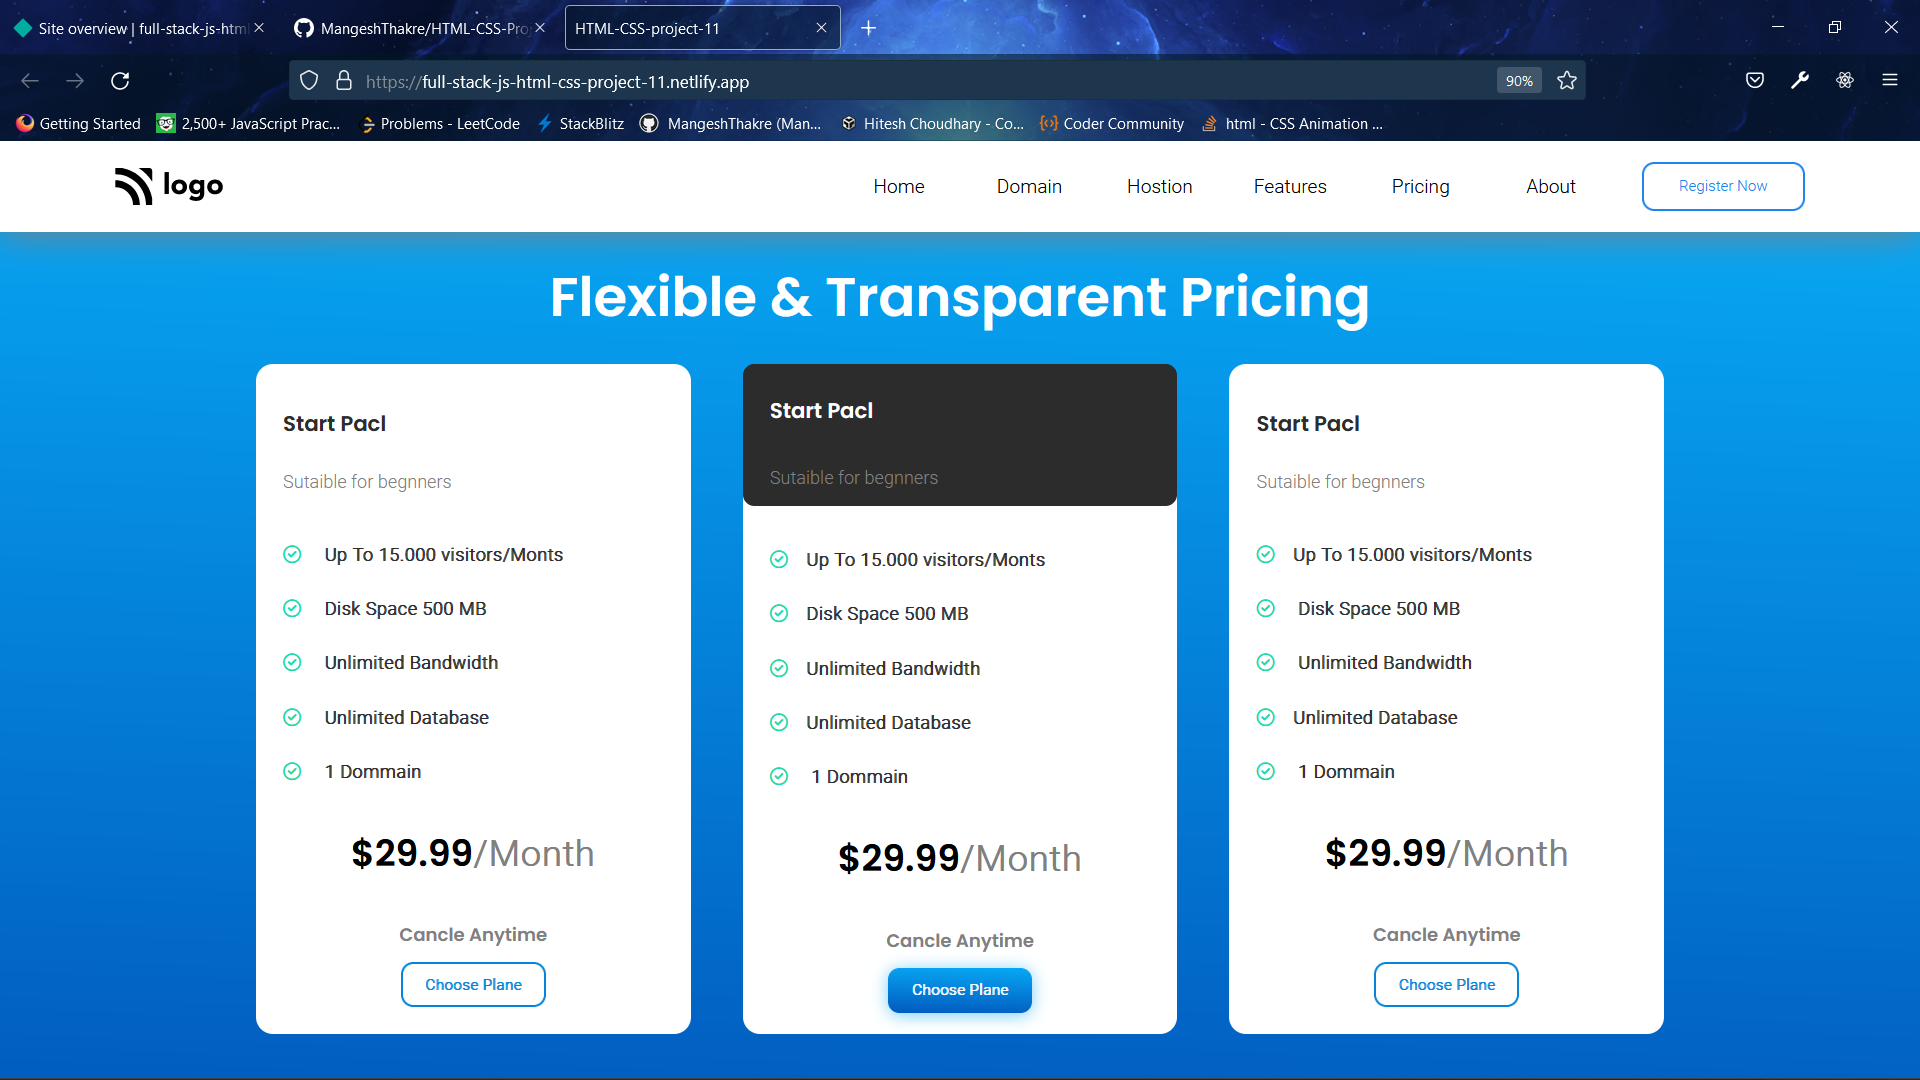 Site overview | full-stack-js-html
MangeshThakre/HTML-CSS-Pro
HTML-CSS-project-11
https://full-stack-js-html-css-project-11.netlify.app
90%
Getting Started
2,500+ JavaScript Prac...
Problems - LeetCode
StackBlitz
MangeshThakre (Man...
Hitesh Choudhary - Co...
Coder Community
html - CSS Animation ...
logo
Home
Domain
Hostion
Features
Pricing
About
Register Now
Flexible & Transparent Pricing
Start Pacl
Sutaible for begnners
Up To 15.000 visitors/Monts
Disk Space 500 MB
Unlimited Bandwidth
Unlimited Database
1 Dommain
$29.99/Month
Cancle Anytime
Choose Plane
Start Pacl
Sutaible for begnners
Up To 15.000 visitors/Monts
Disk Space 500 MB
Unlimited Bandwidth
Unlimited Database
1 Dommain
$29.99/Month
Cancle Anytime
Choose Plane
Start Pacl
Sutaible for begnners
Up To 15.000 visitors/Monts
Disk Space 500 MB
Unlimited Bandwidth
Unlimited Database
1 Dommain
$29.99/Month
Cancle Anytime
Choose Plane